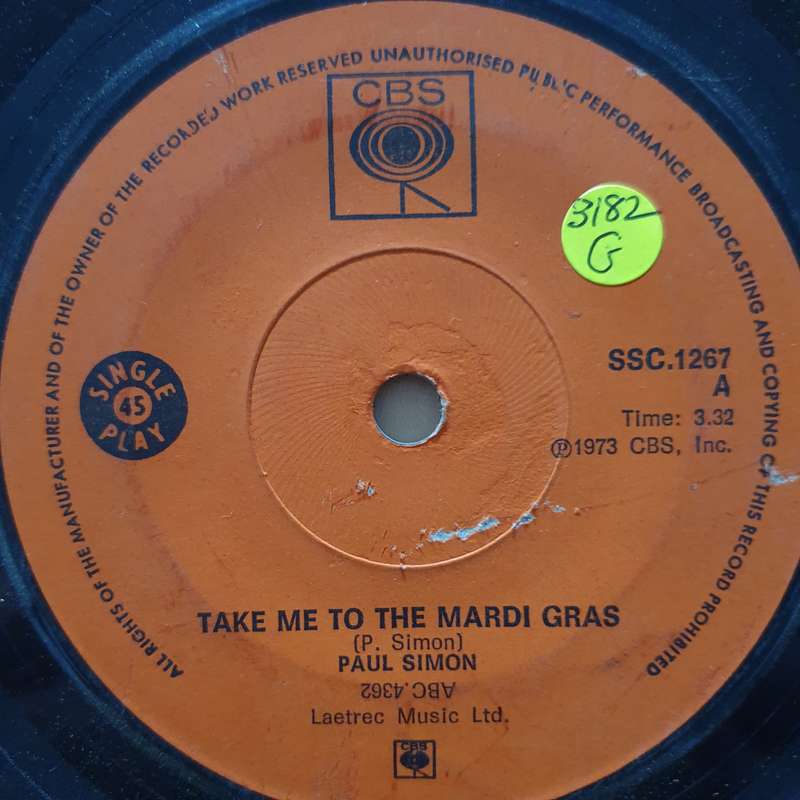 ALL RIGHTS OF THE MANUFACTURER AND OF THE OWNER OF THE RECORDED WORK RESERVED UNAUTHORISED PUBLIC PERFORMANCE BROADCASTING AND COPYING OF THIS RECORD PROHIBITED
CBS
3182
G
SINGLE
45
PLAY
SSC.1267
A
Time: 3.32
℗1973 CBS, Inc.
TAKE ME TO THE MARDI GRAS
(P. Simon)
PAUL SIMON
ABC.4362
Laetrec Music Ltd.
CBS